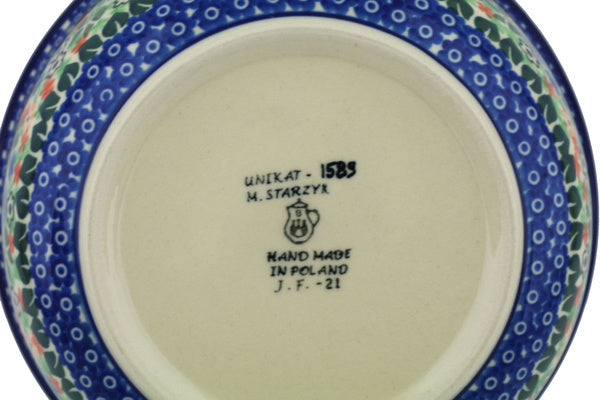 UNIKAT - 1589
M. STARZYK
HAND MADE
IN POLAND
J.F. -21